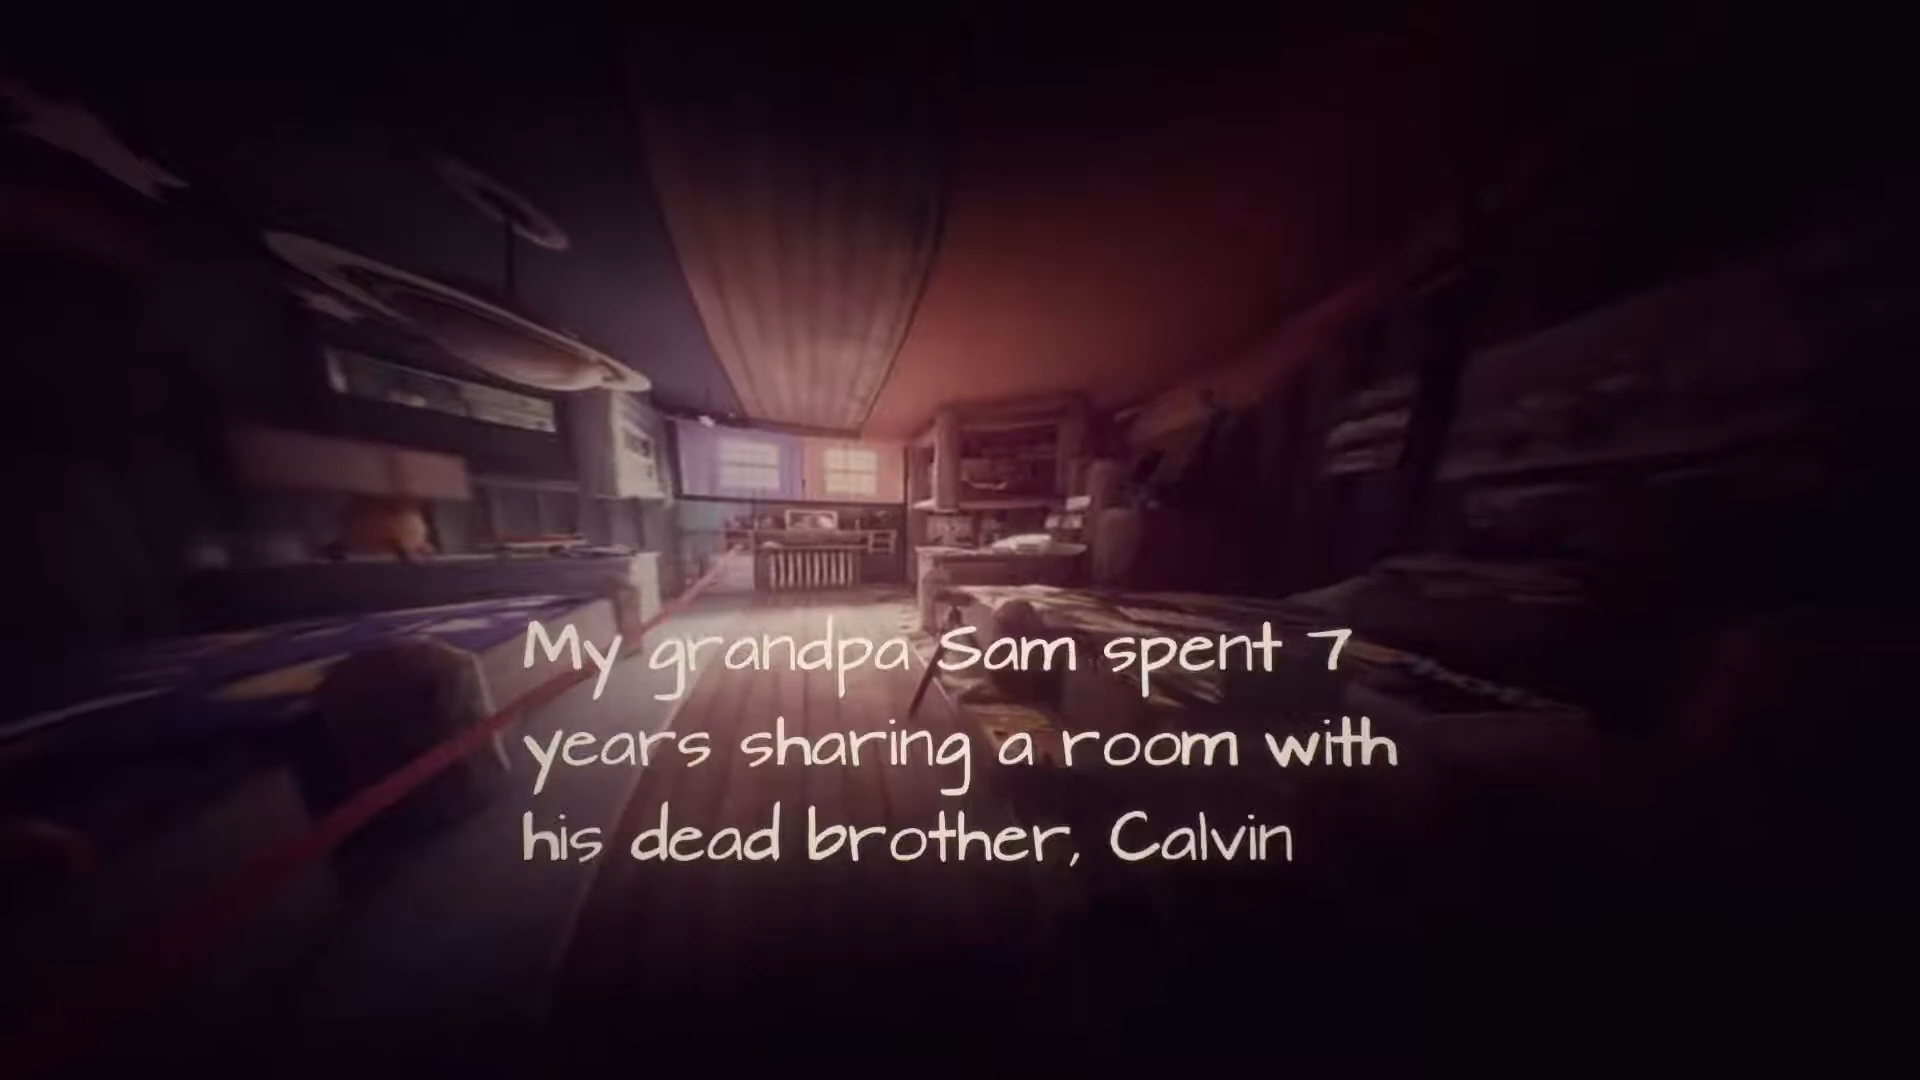 My grandpa Sam spent 7
years sharing a room with
his dead brother, Calvin